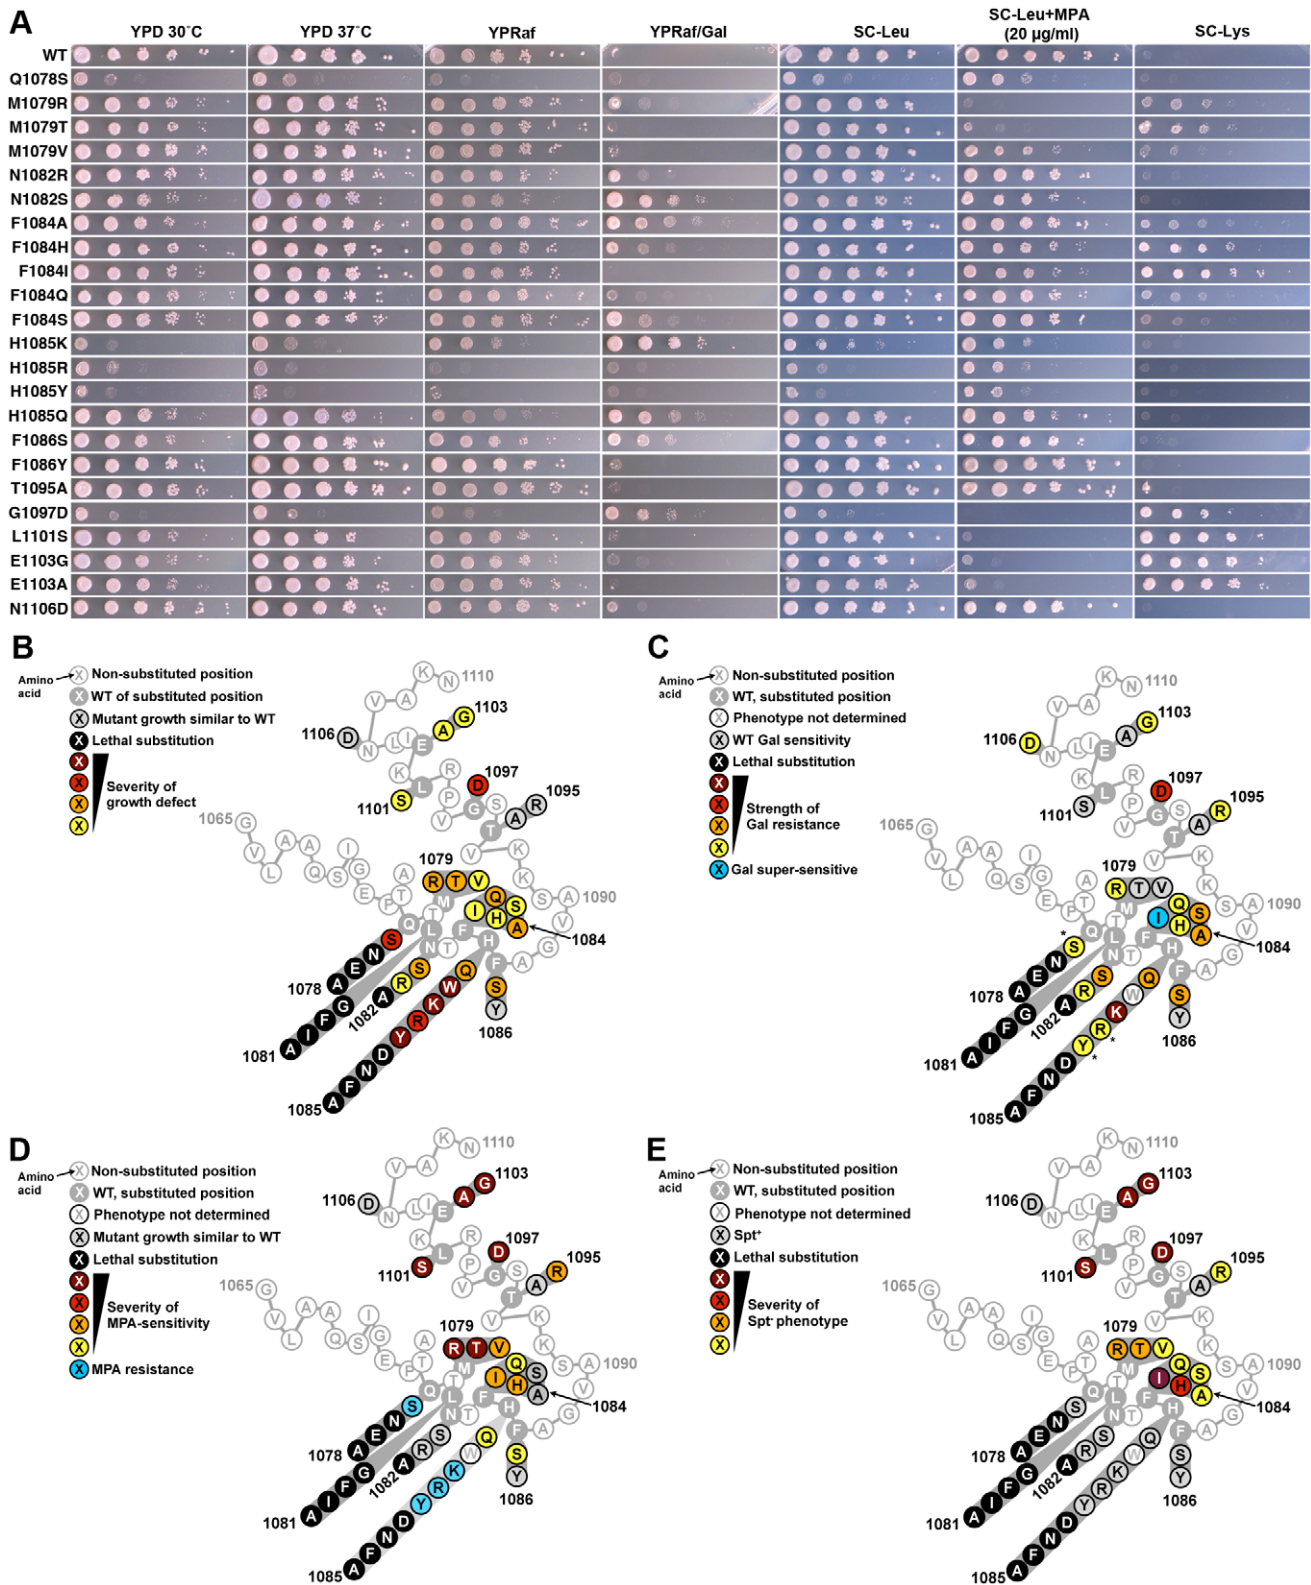 A
YPD 30˚C
YPD 37˚C
YPRaf
YPRaf/Gal
SC-Leu
SC-Leu+MPA
(20 µg/ml)
SC-Lys
WT
Q1078S
M1079R
M1079T
M1079V
N1082R
N1082S
F1084A
F1084H
F1084I
F1084Q
F1084S
H1085K
H1085R
H1085Y
H1085Q
F1086S
F1086Y
T1095A
G1097D
L1101S
E1103G
E1103A
N1106D
B
Amino
acid
X Non-substituted position
X WT of substituted position
X Mutant growth similar to WT
X Lethal substitution
X
X
X
X
Severity of
growth defect
1110
1103
1106
1097
1101
1095
1065
1079
1090
1084
1078
1082
1081
1086
1085
C
Amino
acid
X Non-substituted position
X WT, substituted position
X Phenotype not determined
X WT Gal sensitivity
X Lethal substitution
X
X
X
X
Strength of
Gal resistance
X Gal super-sensitive
1110
1103
1106
1097
1101
1095
1065
1079
1090
1084
1078
1082
1081
1086
1085
D
Amino
acid
X Non-substituted position
X WT, substituted position
X Phenotype not determined
X Mutant growth similar to WT
X Lethal substitution
X
X
X
X
Severity of
MPA-sensitivity
X MPA resistance
1110
1103
1106
1097
1101
1095
1065
1079
1090
1084
1078
1082
1081
1086
1085
E
Amino
acid
X Non-substituted position
X WT, substituted position
X Phenotype not determined
X Spt⁺
X Lethal substitution
X
X
X
X
Severity of
Spt⁻ phenotype
1110
1103
1106
1097
1101
1095
1065
1079
1090
1084
1078
1082
1081
1086
1085